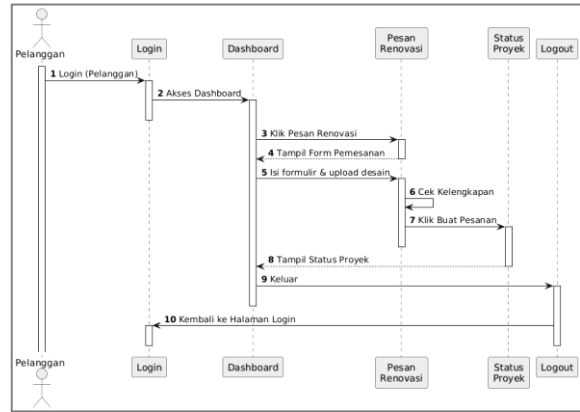 Pelanggan
Login
Dashboard
Pesan
Renovasi
Status
Proyek
Logout
1 Login (Pelanggan)
2 Akses Dashboard
3 Klik Pesan Renovasi
4 Tampil Form Pemesanan
5 Isi formulir & upload desain
6 Cek Kelengkapan
7 Klik Buat Pesanan
8 Tampil Status Proyek
9 Keluar
10 Kembali ke Halaman Login
Pelanggan
Login
Dashboard
Pesan
Renovasi
Status
Proyek
Logout